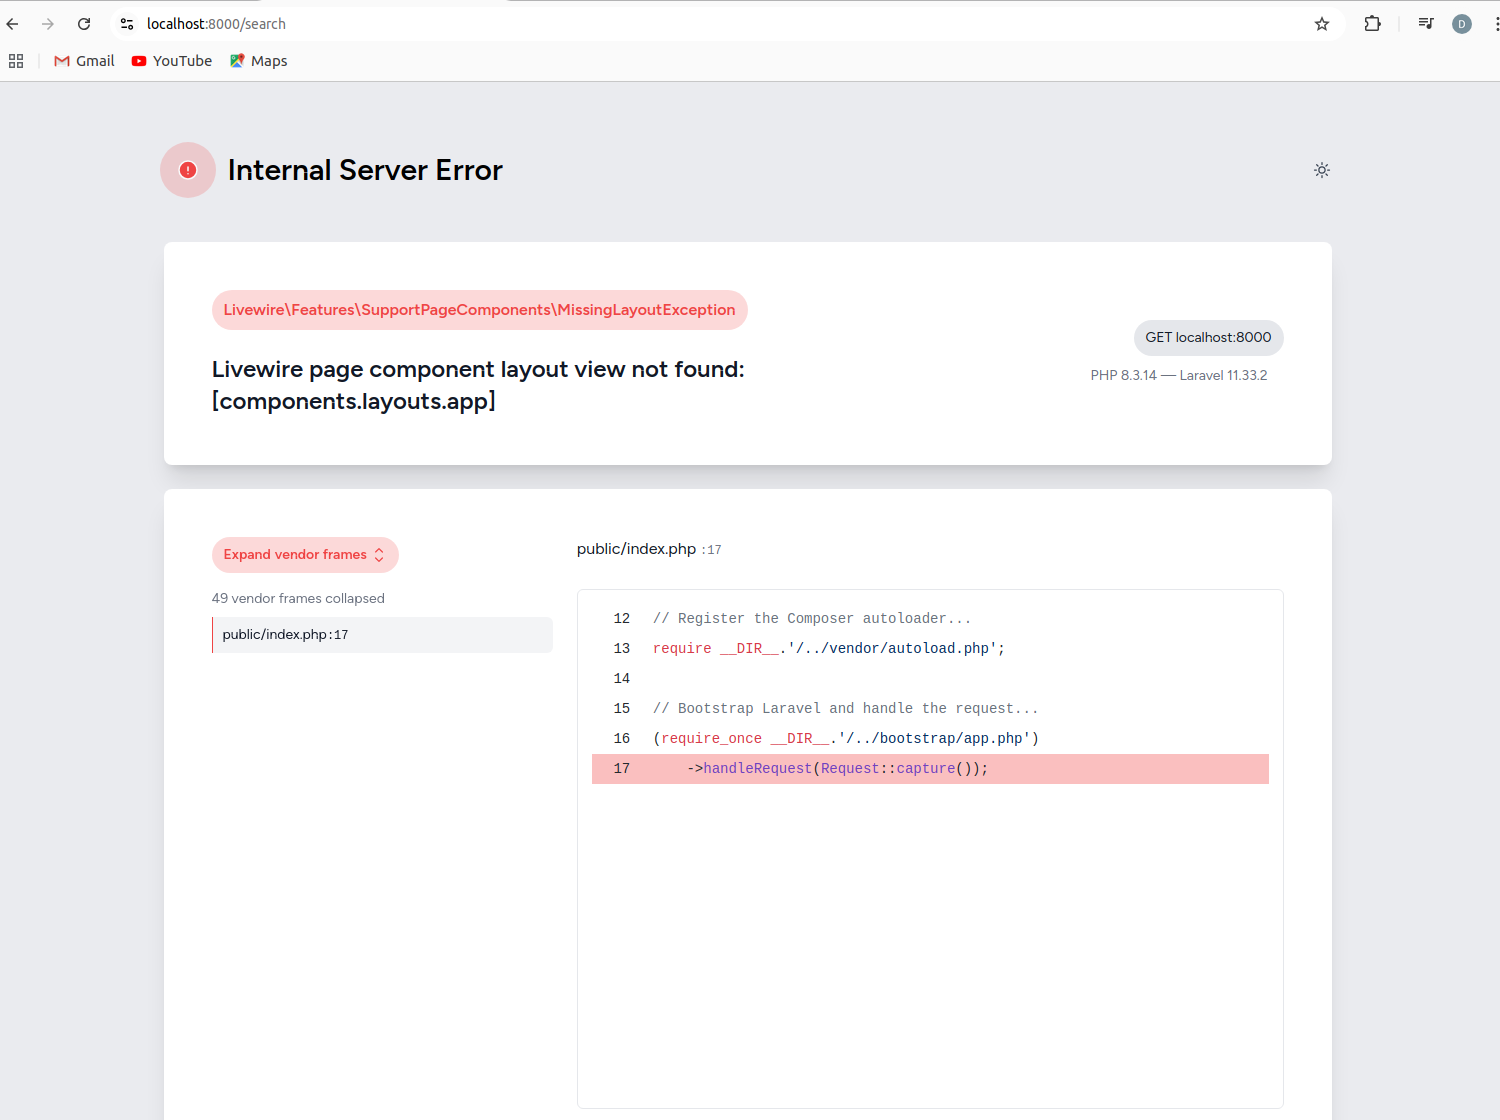 localhost:8000/search
D
Gmail YouTube Maps
Internal Server Error
Livewire\Features\SupportPageComponents\MissingLayoutException
Livewire page component layout view not found:
[components.layouts.app]
GET localhost:8000
PHP 8.3.14 — Laravel 11.33.2
Expand vendor frames
49 vendor frames collapsed
public/index.php:17
public/index.php :17
12 // Register the Composer autoloader...
13 require __DIR__.'/../vendor/autoload.php';
14
15 // Bootstrap Laravel and handle the request...
16 (require_once __DIR__.'/../bootstrap/app.php')
17     ->handleRequest(Request::capture());